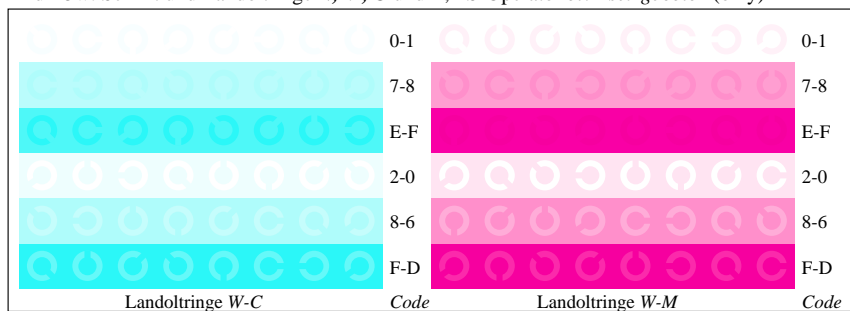 0-1 0-1
7-8 7-8
E-F E-F
2-0 2-0
8-6 8-6
F-D F-D
Landoltringe W-C Code Landoltringe W-M Code